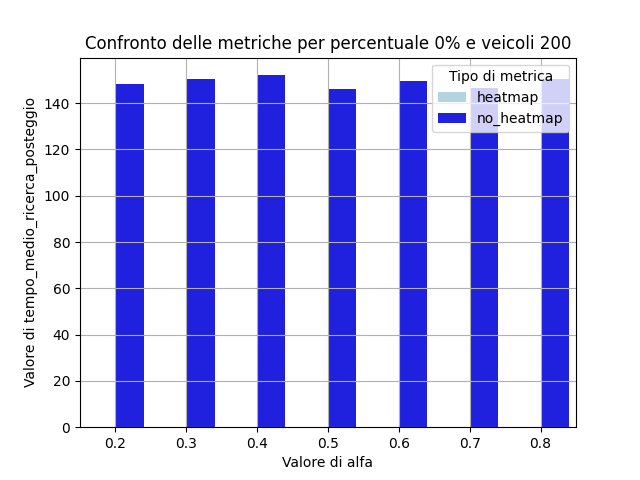 Confronto delle metriche per percentuale 0% e veicoli 200
Valore di tempo_medio_ricerca_posteggio
140
120
100
80
60
40
20
0
Tipo di metrica
heatmap
no_heatmap
0.2 0.3 0.4 0.5 0.6 0.7 0.8
Valore di alfa